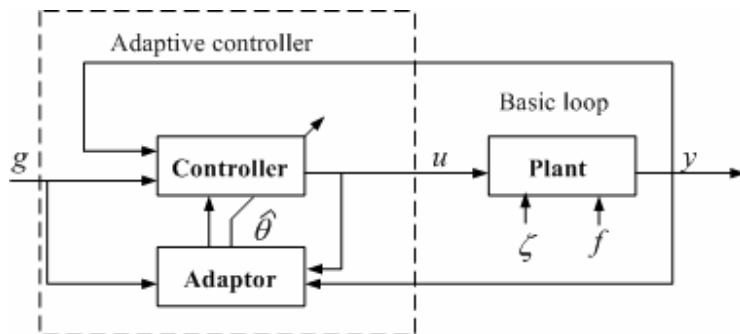 Adaptive controller
Basic loop
g
Controller
u
Plant
y
θ̂
ζ
f
Adaptor